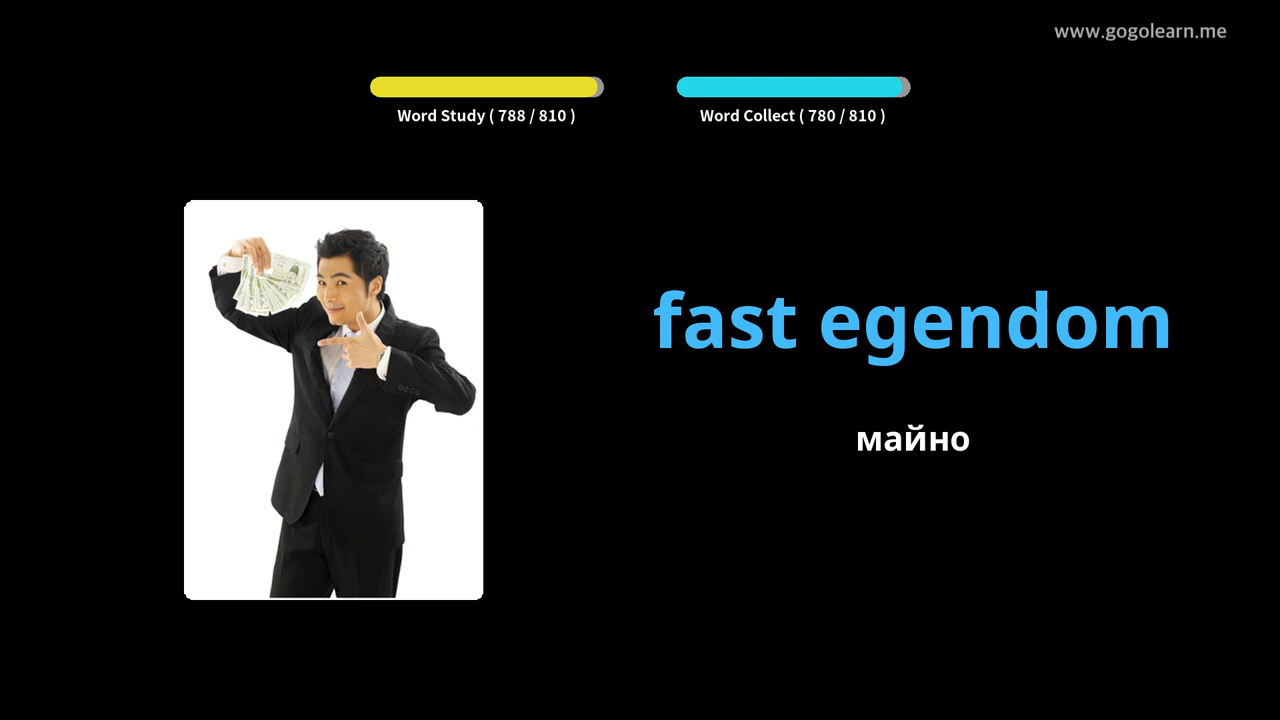 www.gogolearn.me
Word Study ( 788 / 810 )
Word Collect ( 780 / 810 )
fast egendom
майно